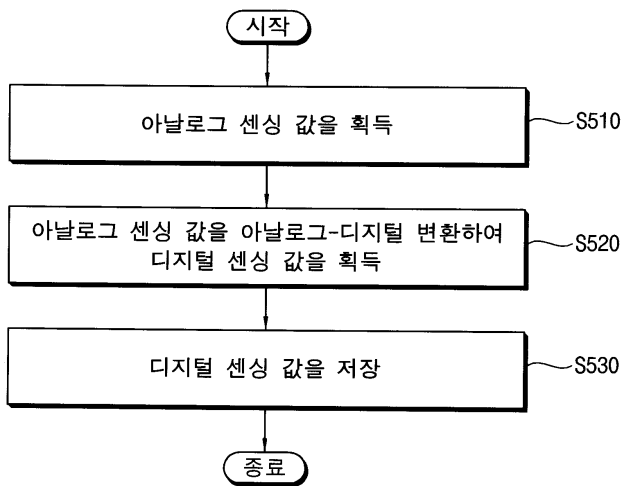 시작
아날로그 센싱 값을 획득
S510
아날로그 센싱 값을 아날로그-디지털 변환하여
디지털 센싱 값을 획득
S520
디지털 센싱 값을 저장
S530
종료